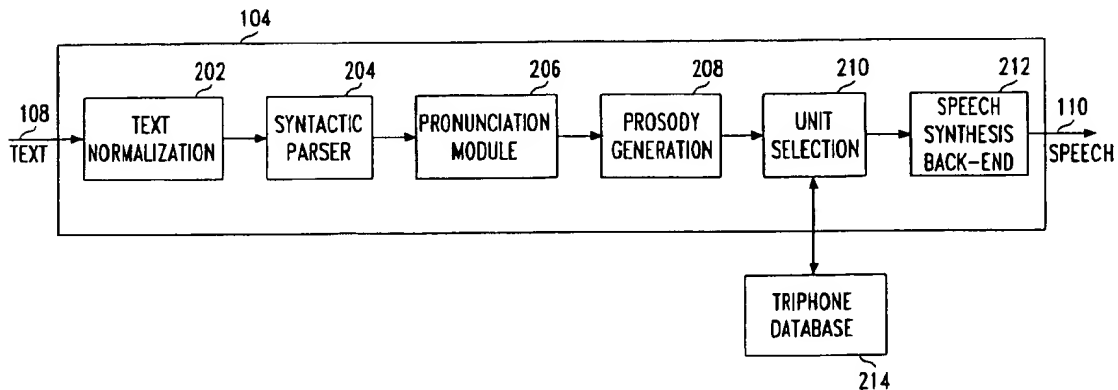 104
202
204
206
208
210
212
108
TEXT
TEXT
NORMALIZATION
SYNTACTIC
PARSER
PRONUNCIATION
MODULE
PROSODY
GENERATION
UNIT
SELECTION
SPEECH
SYNTHESIS
BACK-END
110
SPEECH
TRIPHONE
DATABASE
214